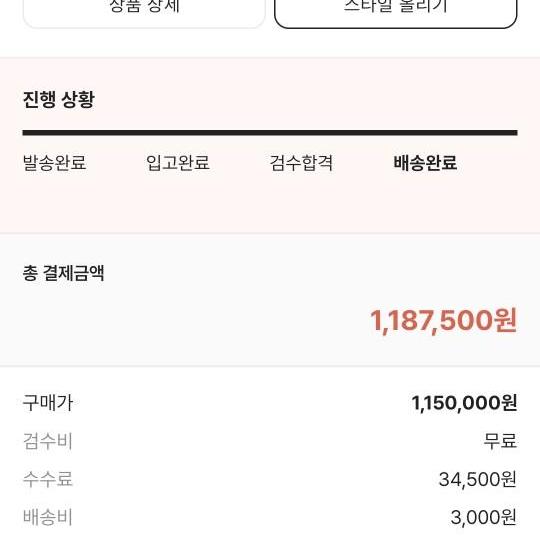 상품 상세
스타일 올리기
진행 상황
발송완료 입고완료 검수합격 배송완료
총 결제금액
1,187,500원
구매가 1,150,000원
검수비 무료
수수료 34,500원
배송비 3,000원